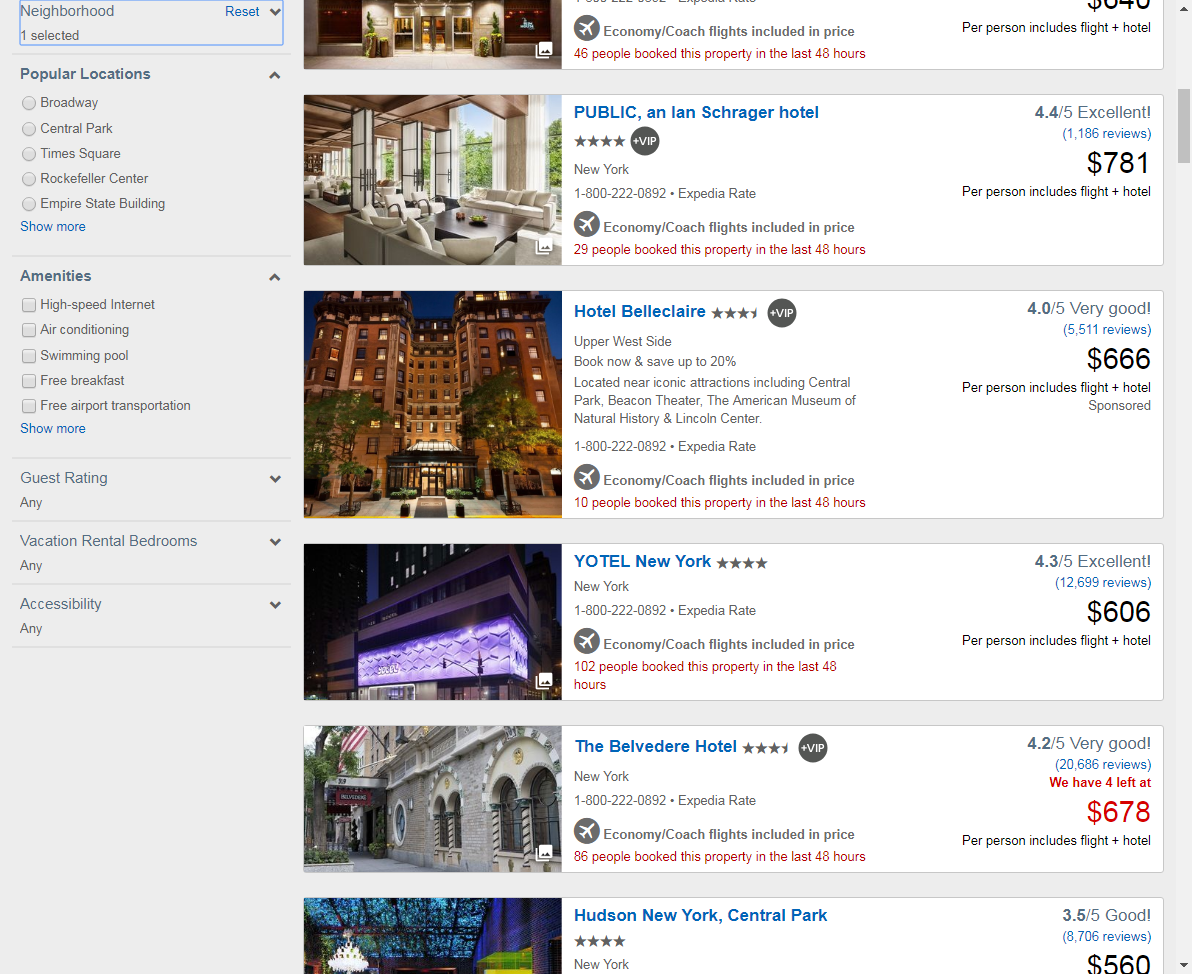 Neighborhood
Reset
1 selected
Popular Locations
Broadway
Central Park
Times Square
Rockefeller Center
Empire State Building
Show more
Amenities
High-speed Internet
Air conditioning
Swimming pool
Free breakfast
Free airport transportation
Show more
Guest Rating
Any
Vacation Rental Bedrooms
Any
Accessibility
Any
Economy/Coach flights included in price
46 people booked this property in the last 48 hours
Per person includes flight + hotel
PUBLIC, an Ian Schrager hotel
+VIP
New York
1-800-222-0892 • Expedia Rate
Economy/Coach flights included in price
29 people booked this property in the last 48 hours
4.4/5 Excellent!
(1,186 reviews)
$781
Per person includes flight + hotel
Hotel Belleclaire
+VIP
Upper West Side
Book now & save up to 20%
Located near iconic attractions including Central
Park, Beacon Theater, The American Museum of
Natural History & Lincoln Center.
1-800-222-0892 • Expedia Rate
Economy/Coach flights included in price
10 people booked this property in the last 48 hours
4.0/5 Very good!
(5,511 reviews)
$666
Per person includes flight + hotel
Sponsored
YOTEL New York
New York
1-800-222-0892 • Expedia Rate
Economy/Coach flights included in price
102 people booked this property in the last 48
hours
4.3/5 Excellent!
(12,699 reviews)
$606
Per person includes flight + hotel
BELVEDERE
The Belvedere Hotel
+VIP
New York
1-800-222-0892 • Expedia Rate
Economy/Coach flights included in price
86 people booked this property in the last 48 hours
4.2/5 Very good!
(20,686 reviews)
We have 4 left at
$678
Per person includes flight + hotel
Hudson New York, Central Park
New York
3.5/5 Good!
(8,706 reviews)
$560